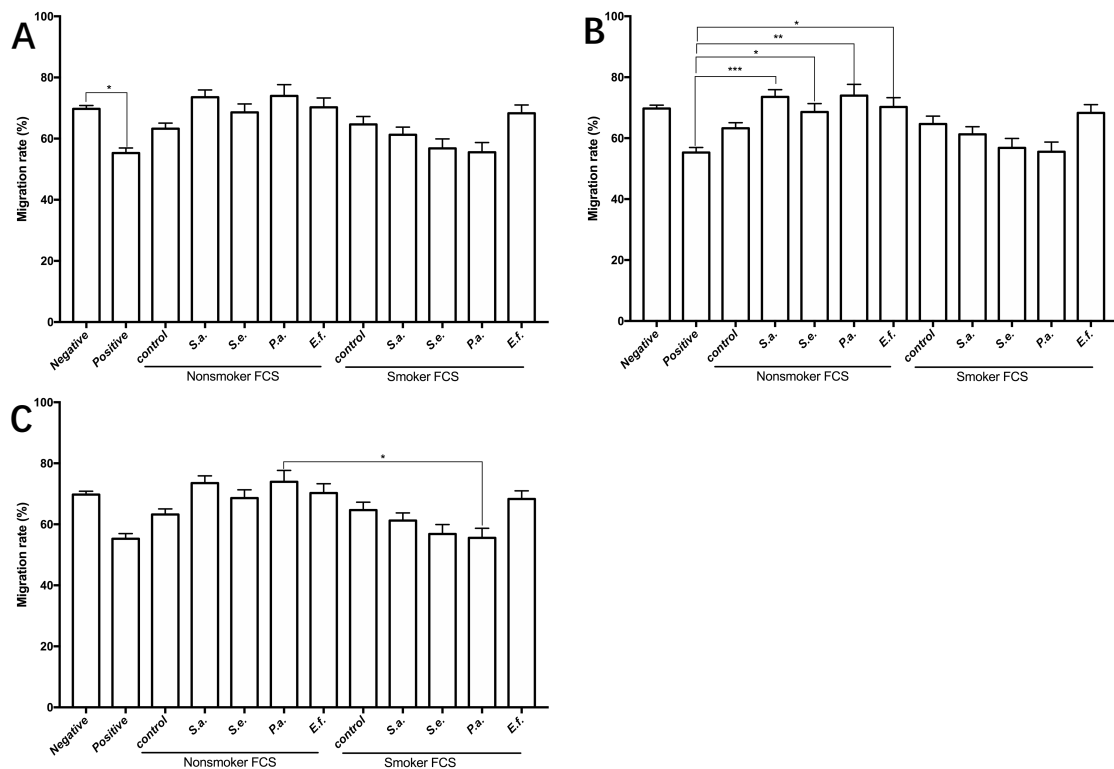 A
Migration rate (%)
100
80
60
40
20
0
*
Negative
Positive
control
S.a.
S.e.
P.a.
E.f.
control
S.a.
S.e.
P.a.
E.f.
Nonsmoker FCS
Smoker FCS
B
Migration rate (%)
100
80
60
40
20
0
*
**
*
***
Negative
Positive
control
S.a.
S.e.
P.a.
E.f.
control
S.a.
S.e.
P.a.
E.f.
Nonsmoker FCS
Smoker FCS
C
Migration rate (%)
100
80
60
40
20
0
*
Negative
Positive
control
S.a.
S.e.
P.a.
E.f.
control
S.a.
S.e.
P.a.
E.f.
Nonsmoker FCS
Smoker FCS